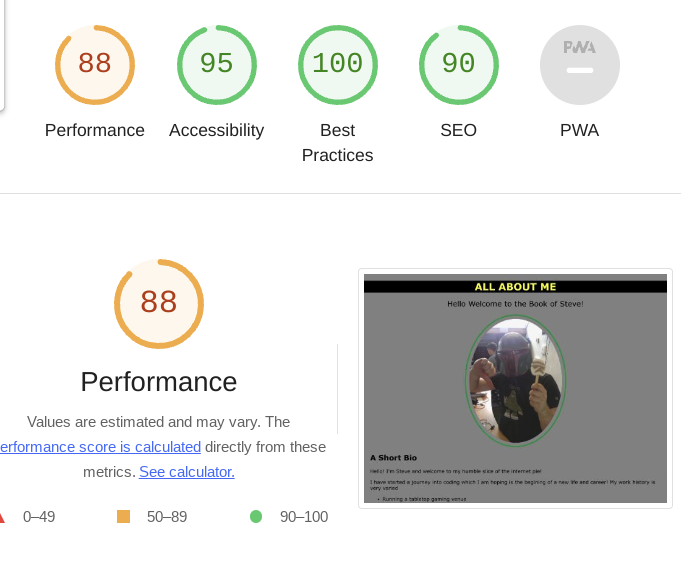 88
95
100
90
PWA
Performance
Accessibility
Best
Practices
SEO
PWA
88
Performance
Values are estimated and may vary. The
erformance score is calculated directly from these
metrics. See calculator.
0–49
50–89
90–100
ALL ABOUT ME
Hello Welcome to the Book of Steve!
A Short Bio
Hello! I'm Steve and welcome to my humble slice of the internet pie!
I have started a journey into coding which I am hoping is the begining of a new life and career! My work history is
very varied
• Running a tabletop gaming venue